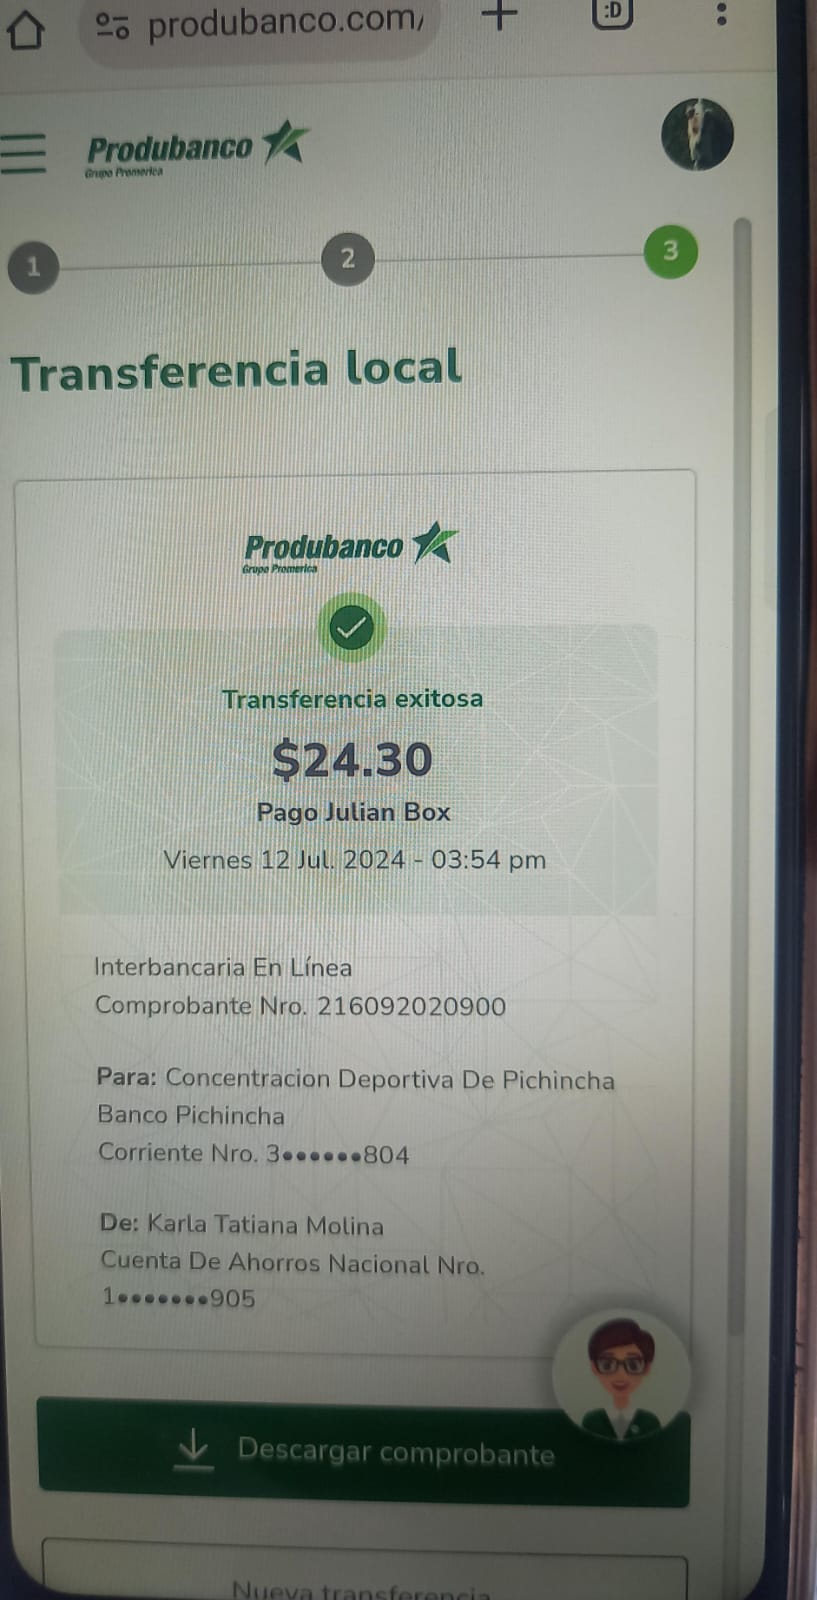 produbanco.com/
:D
Produbanco
Grupo Promerica
1
2
3
Transferencia local
Produbanco
Grupo Promerica
Transferencia exitosa
$24.30
Pago Julian Box
Viernes 12 Jul. 2024 - 03:54 pm
Interbancaria En Línea
Comprobante Nro. 216092020900
Para: Concentracion Deportiva De Pichincha
Banco Pichincha
Corriente Nro. 3••••••804
De: Karla Tatiana Molina
Cuenta De Ahorros Nacional Nro.
1•••••••905
Descargar comprobante
Nueva transferencia